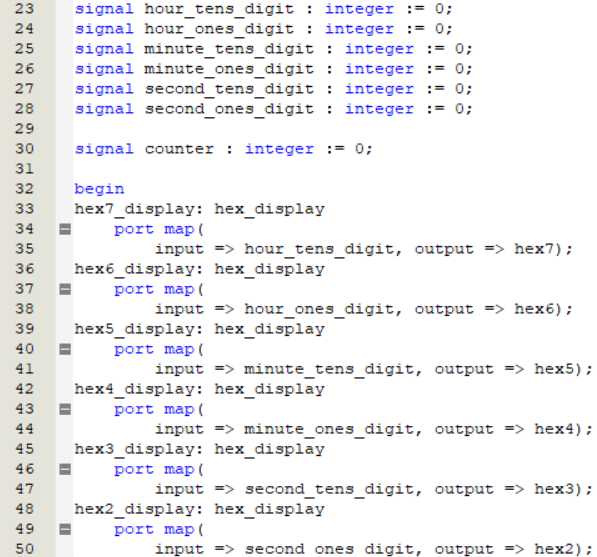 23 signal hour_tens_digit : integer := 0;
24 signal hour_ones_digit : integer := 0;
25 signal minute_tens_digit : integer := 0;
26 signal minute_ones_digit : integer := 0;
27 signal second_tens_digit : integer := 0;
28 signal second_ones_digit : integer := 0;
29
30 signal counter : integer := 0;
31
32 begin
33 hex7_display: hex_display
34 port map(
35 input => hour_tens_digit, output => hex7);
36 hex6_display: hex_display
37 port map(
38 input => hour_ones_digit, output => hex6);
39 hex5_display: hex_display
40 port map(
41 input => minute_tens_digit, output => hex5);
42 hex4_display: hex_display
43 port map(
44 input => minute_ones_digit, output => hex4);
45 hex3_display: hex_display
46 port map(
47 input => second_tens_digit, output => hex3);
48 hex2_display: hex_display
49 port map(
50 input => second_ones_digit, output => hex2);